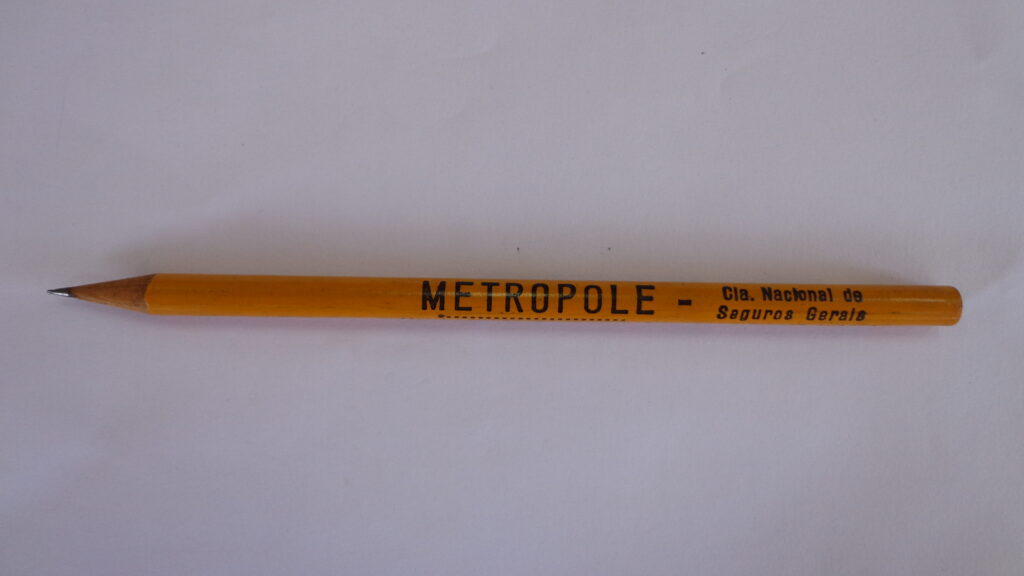 METROPOLE - Cia. Nacional de
Seguros Gerais